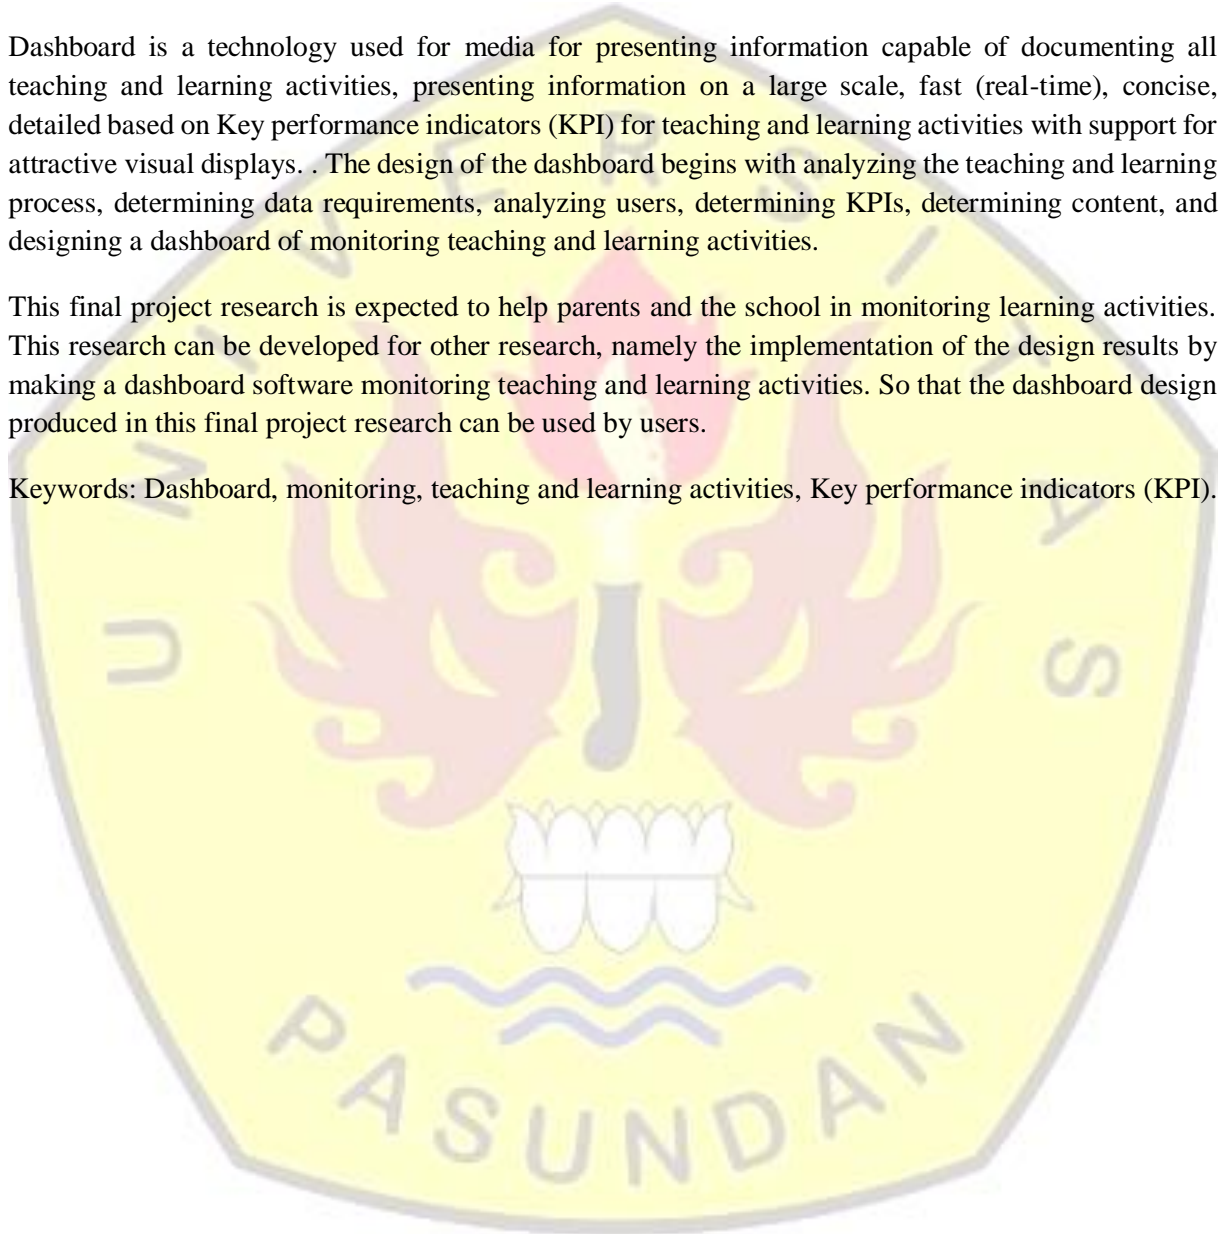 Dashboard is a technology used for media for presenting information capable of documenting all
teaching and learning activities, presenting information on a large scale, fast (real-time), concise,
detailed based on Key performance indicators (KPI) for teaching and learning activities with support for
attractive visual displays. . The design of the dashboard begins with analyzing the teaching and learning
process, determining data requirements, analyzing users, determining KPIs, determining content, and
designing a dashboard of monitoring teaching and learning activities.
This final project research is expected to help parents and the school in monitoring learning activities.
This research can be developed for other research, namely the implementation of the design results by
making a dashboard software monitoring teaching and learning activities. So that the dashboard design
produced in this final project research can be used by users.
Keywords: Dashboard, monitoring, teaching and learning activities, Key performance indicators (KPI).
UNIVERSITAS
PASUNDAN